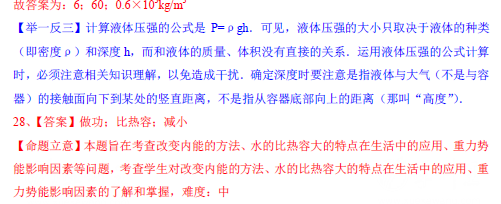 故答案为：6；60；0.6×10³kg/m³
【举一反三】计算液体压强的公式是 P=ρgh．可见，液体压强的大小只取决于液体的种类
（即密度ρ）和深度 h，而和液体的质量、体积没有直接的关系．运用液体压强的公式计算
时，必须注意相关知识理解，以免造成干扰．确定深度时要注意是指液体与大气（不是与容
器）的接触面向下到某处的竖直距离，不是指从容器底部向上的距离（那叫“高度”）．
28、【答案】做功；比热容；减小
【命题立意】本题旨在考查改变内能的方法、水的比热容大的特点在生活中的应用、重力势
能影响因素等问题，考查学生对改变内能的方法、水的比热容大的特点在生活中的应用、重
力势能影响因素的了解和掌握，难度：中